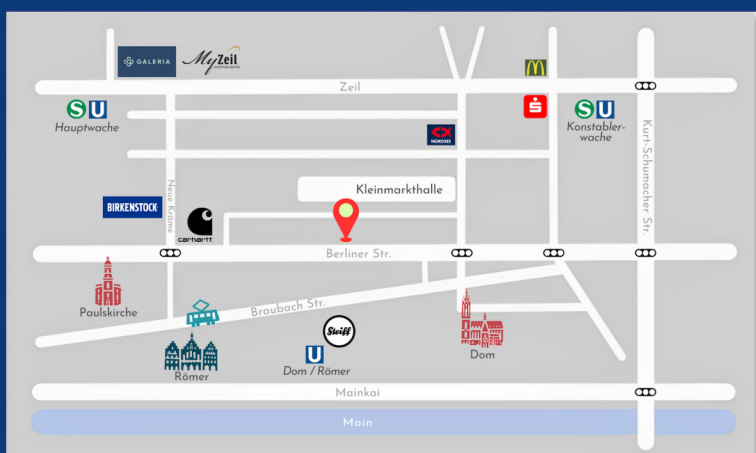 GALERIA
MyZeil
Zeil
S U
Hauptwache
NORDSEE
S U
Konstabler-
wache
Kurt-Schumacher Str.
Neue Kräme
Kleinmarkthalle
BIRKENSTOCK
carhartt
Berliner Str.
Paulskirche
Braubach Str.
Römer
Steiff
U
Dom / Römer
Dom
Mainkai
Main